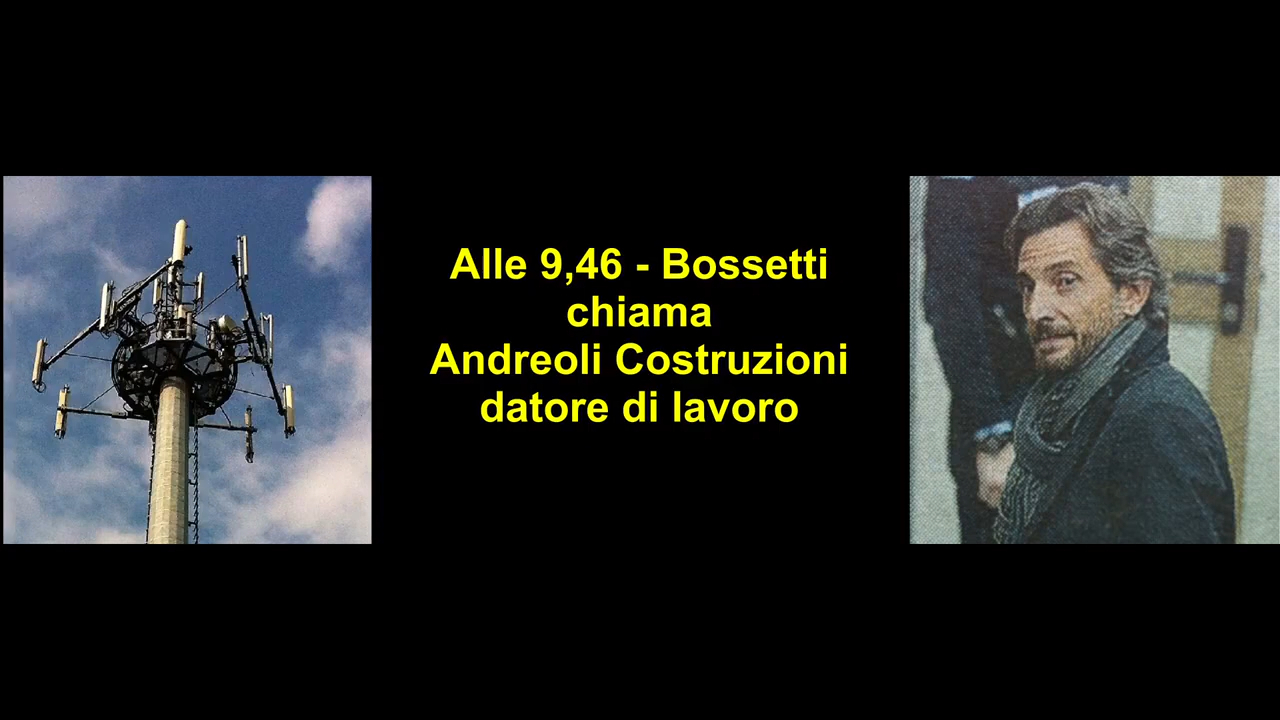 Alle 9,46 - Bossetti
chiama
Andreoli Costruzioni
datore di lavoro